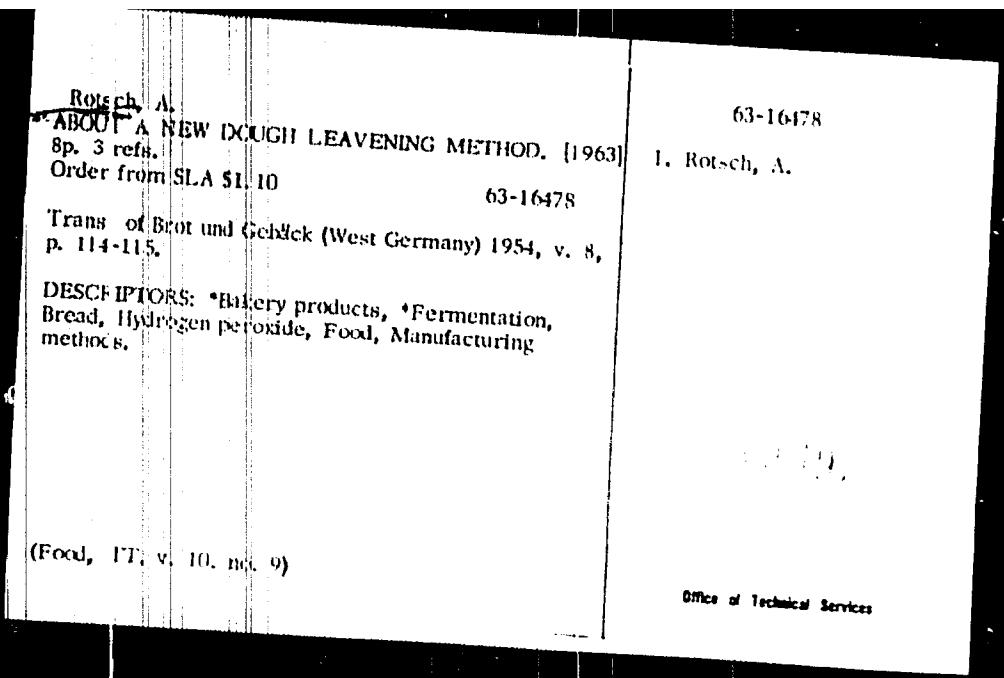 Rotsch, A.
ABOUT A NEW DOUGH LEAVENING METHOD. [1963]
8p. 3 refs.
Order from SLA $1.10 63-16478
Trans of Brot und Gebäck (West Germany) 1954, v. 8,
p. 114-115.
DESCRIPTORS: *Bakery products, *Fermentation,
Bread, Hydrogen peroxide, Food, Manufacturing
methods.
(Food, TT, v. 10, no. 9)
63-16478
I. Rotsch, A.
Office of Technical Services